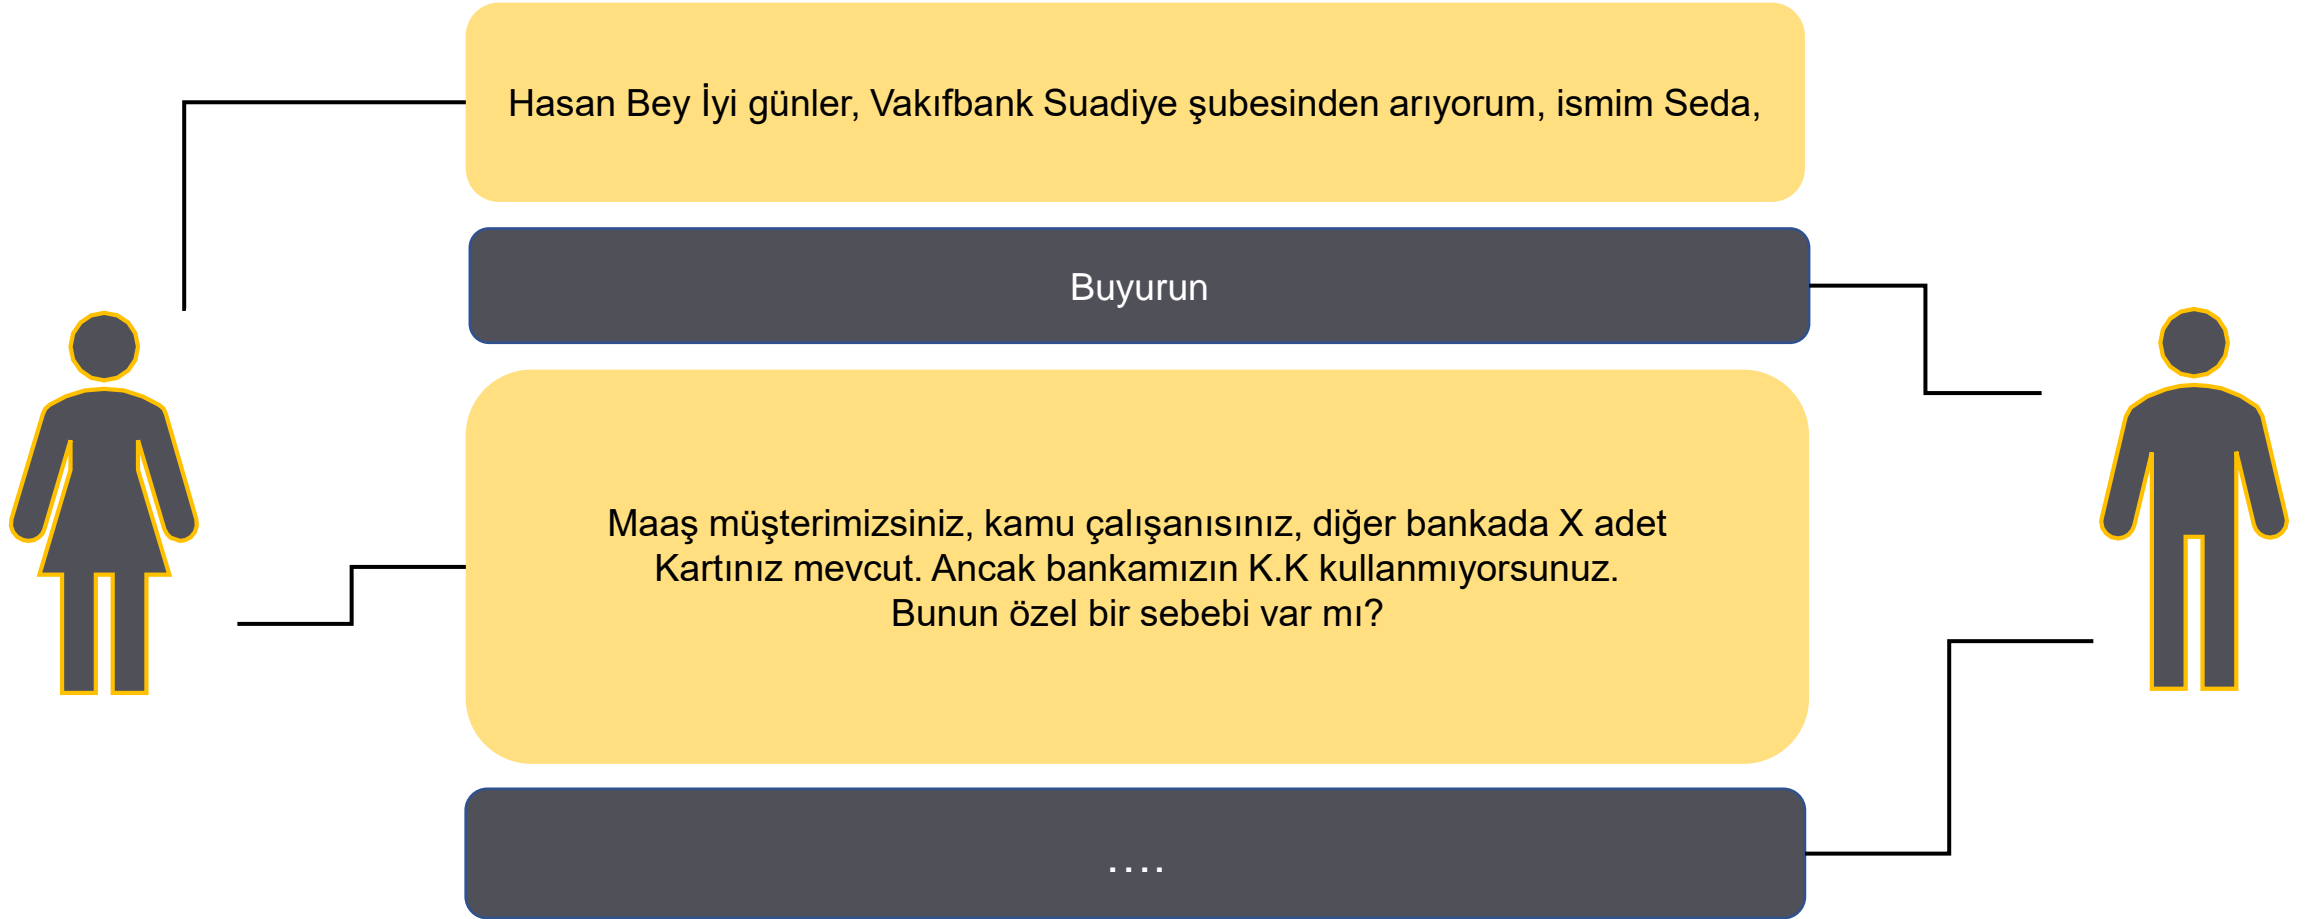 Hasan Bey İyi günler, Vakıfbank Suadiye şubesinden arıyorum, ismim Seda,
Buyurun
Maaş müşterimizsiniz, kamu çalışanısınız, diğer bankada X adet
Kartınız mevcut. Ancak bankamızın K.K kullanmıyorsunuz.
Bunun özel bir sebebi var mı?
….